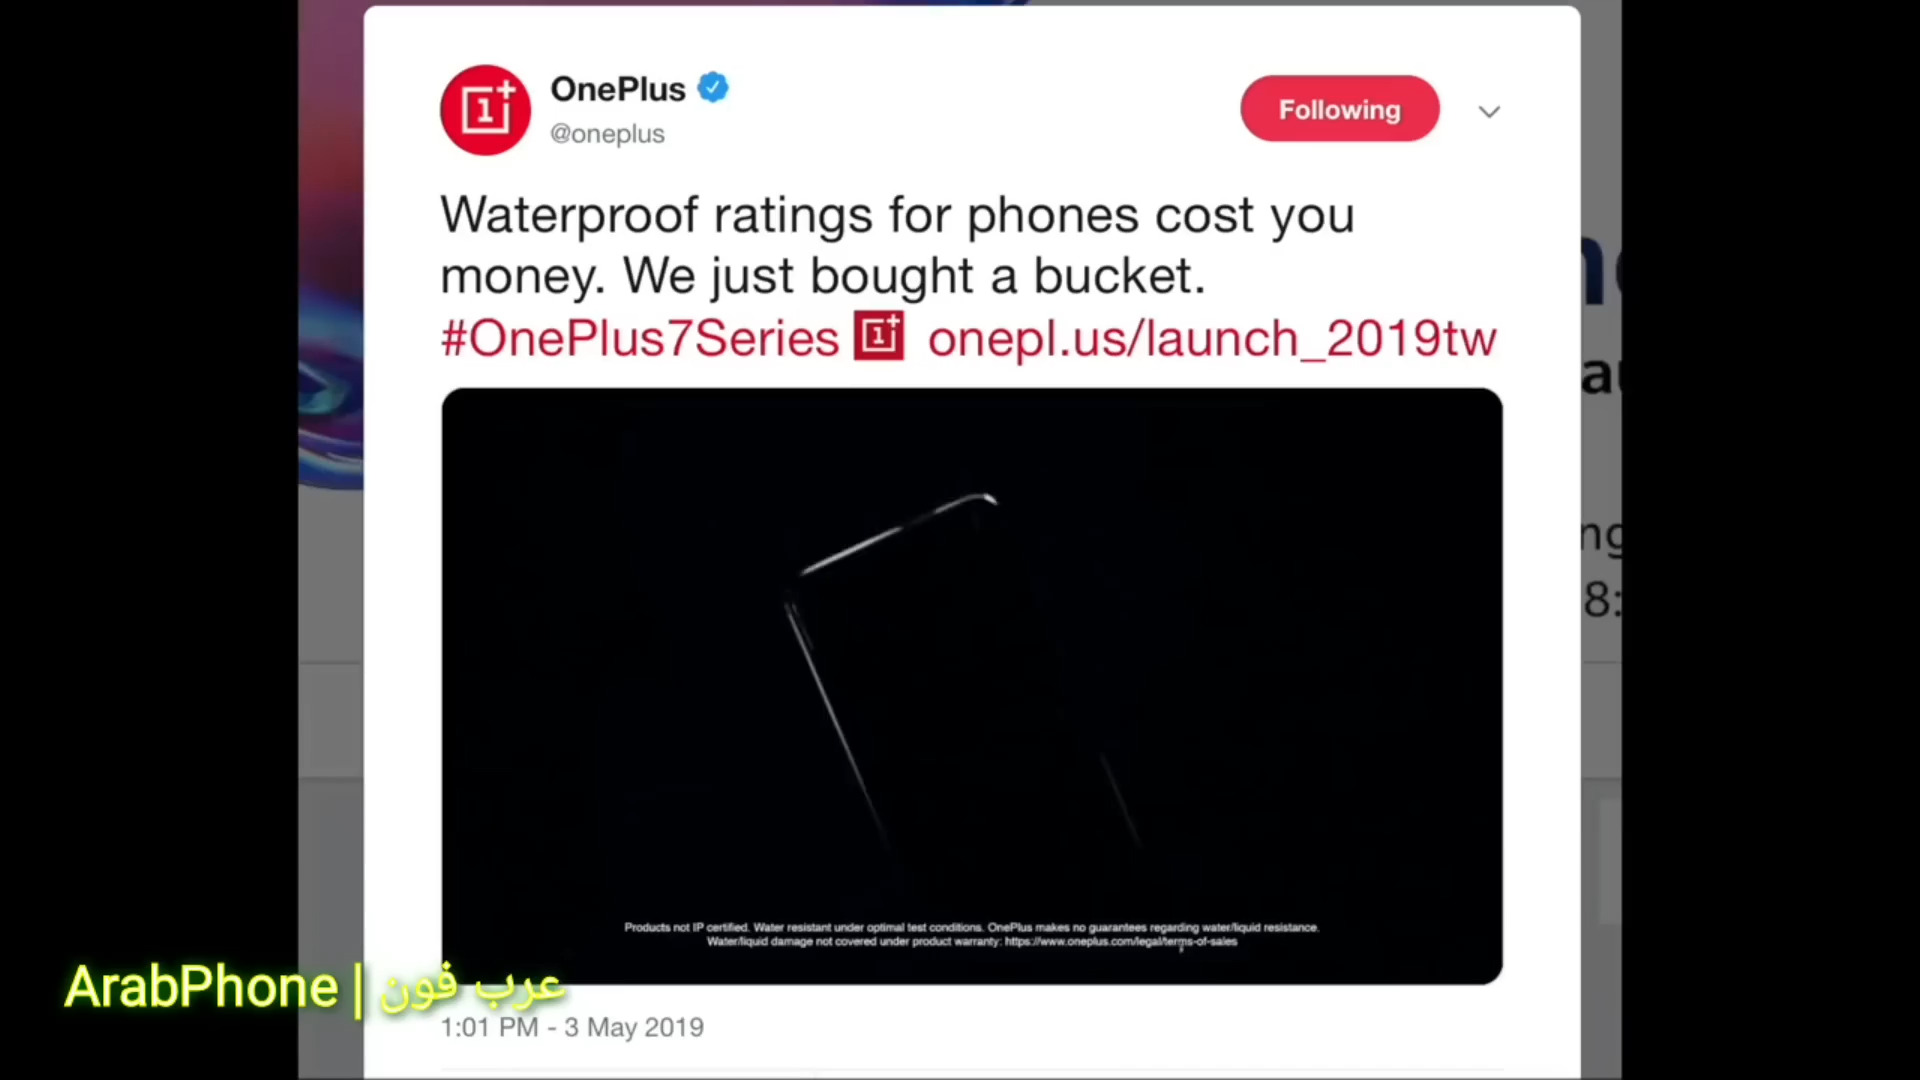 OnePlus
@oneplus
Following
Waterproof ratings for phones cost you
money. We just bought a bucket.
#OnePlus7Series onepl.us/launch_2019tw
Products not IP certified. Water resistant under optimal test conditions. OnePlus makes no guarantees regarding water/liquid resistance.
Water/liquid damage not covered under product warranty: https://www.oneplus.com/legal/terms-of-sales
ArabPhone | عرب فون
1:01 PM - 3 May 2019